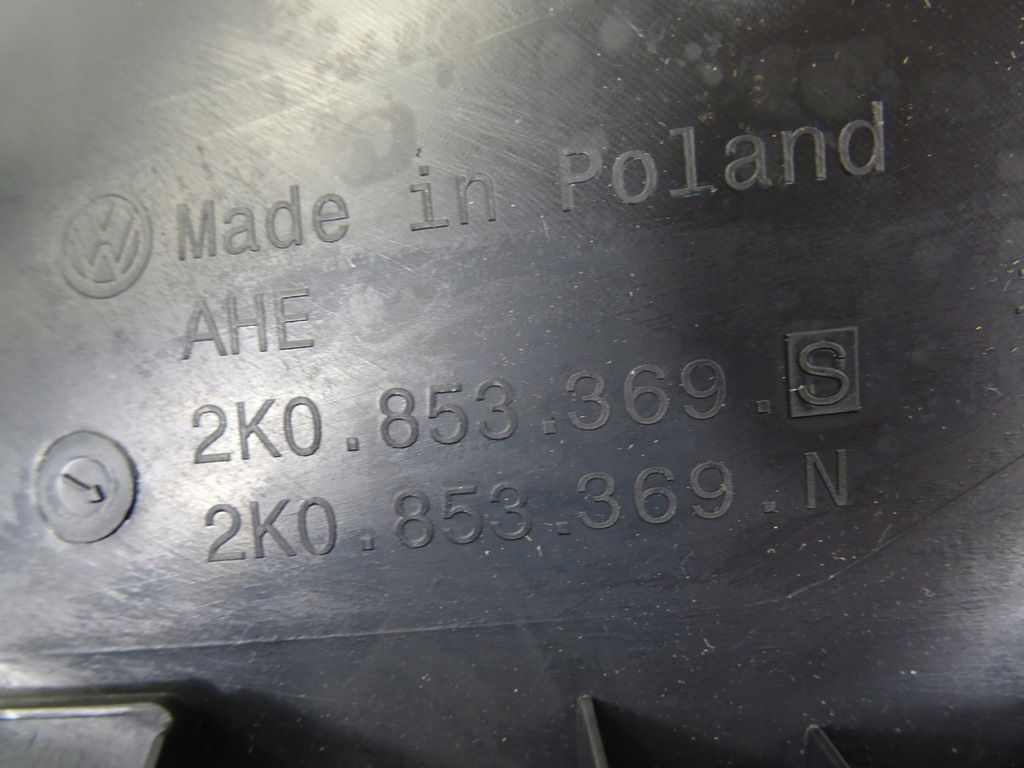 Made in Poland
AHE
2K0.853.369.S
2K0.853.369.N